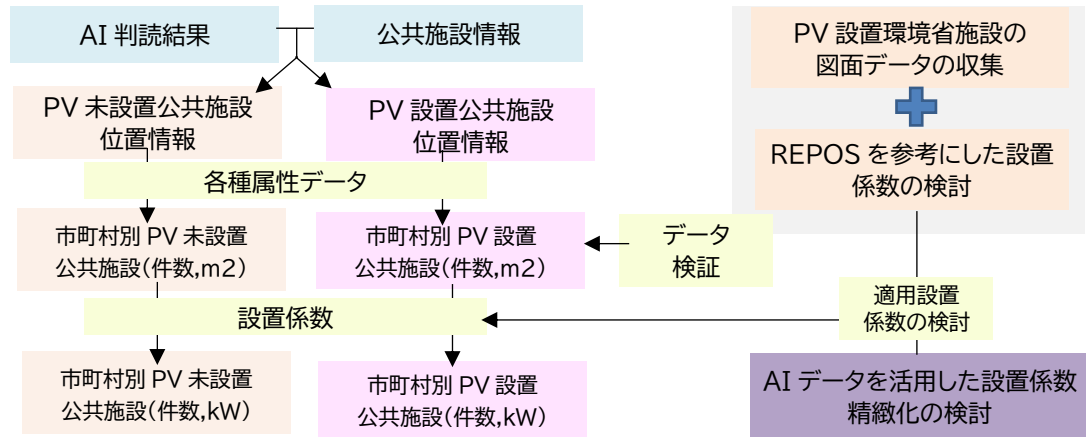 AI 判読結果
公共施設情報
PV 設置環境省施設の
図面データの収集
PV 未設置公共施設
位置情報
PV 設置公共施設
位置情報
REPOS を参考にした設置
係数の検討
各種属性データ
市町村別 PV 未設置
公共施設(件数,m2)
市町村別 PV 設置
公共施設(件数,m2)
データ
検証
設置係数
適用設置
係数の検討
市町村別 PV 未設置
公共施設(件数,kW)
市町村別 PV 設置
公共施設(件数,kW)
AI データを活用した設置係数
精緻化の検討